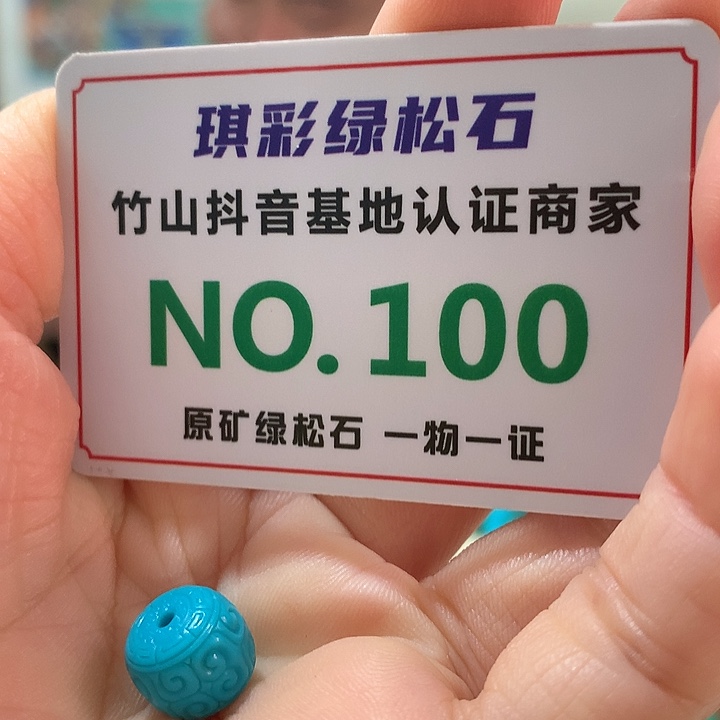 琪彩绿松石
竹山抖音基地认证商家
NO.100
原矿绿松石 一物一证